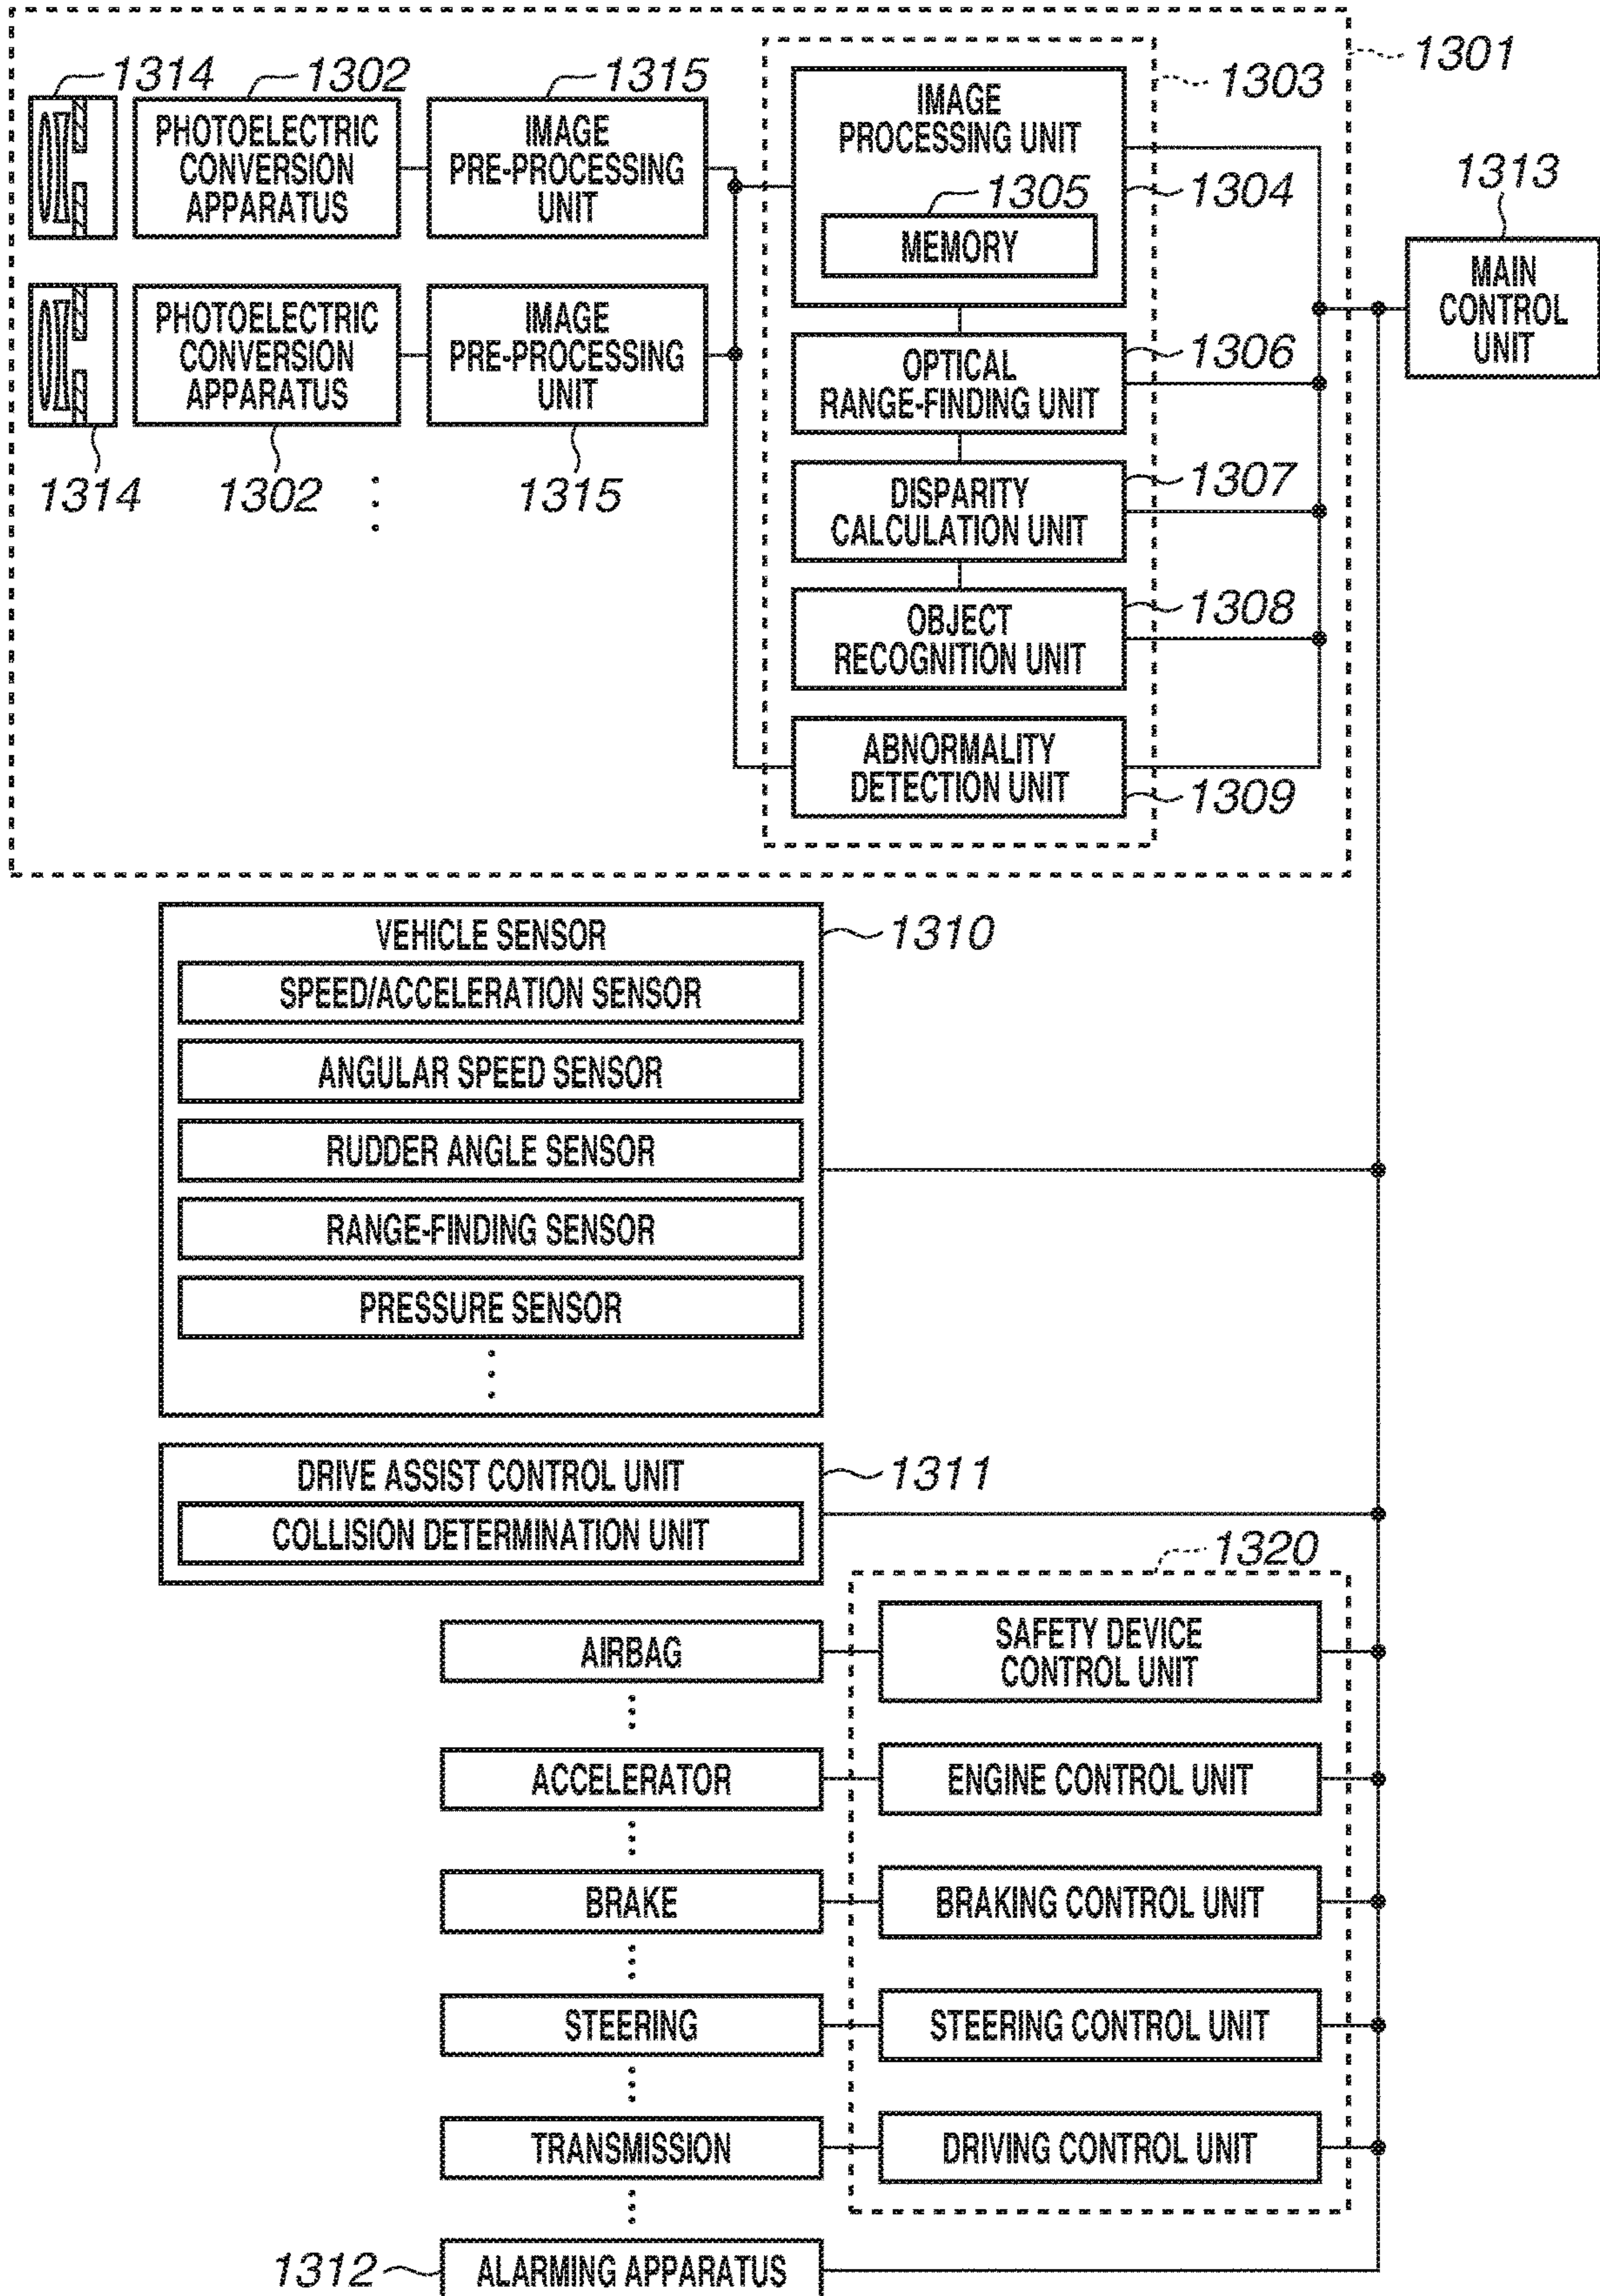 1301
1314
1302
1315
1303
PHOTOELECTRIC
CONVERSION
APPARATUS
IMAGE
PRE-PROCESSING
UNIT
IMAGE
PROCESSING UNIT
1304
1305
MEMORY
1313
MAIN
CONTROL
UNIT
PHOTOELECTRIC
CONVERSION
APPARATUS
IMAGE
PRE-PROCESSING
UNIT
1314
1302
1315
OPTICAL
RANGE-FINDING UNIT
1306
DISPARITY
CALCULATION UNIT
1307
OBJECT
RECOGNITION UNIT
1308
ABNORMALITY
DETECTION UNIT
1309
VEHICLE SENSOR
1310
SPEED/ACCELERATION SENSOR
ANGULAR SPEED SENSOR
RUDDER ANGLE SENSOR
RANGE-FINDING SENSOR
PRESSURE SENSOR
DRIVE ASSIST CONTROL UNIT
1311
COLLISION DETERMINATION UNIT
1320
AIRBAG
SAFETY DEVICE
CONTROL UNIT
ACCELERATOR
ENGINE CONTROL UNIT
BRAKE
BRAKING CONTROL UNIT
STEERING
STEERING CONTROL UNIT
TRANSMISSION
DRIVING CONTROL UNIT
1312
ALARMING APPARATUS